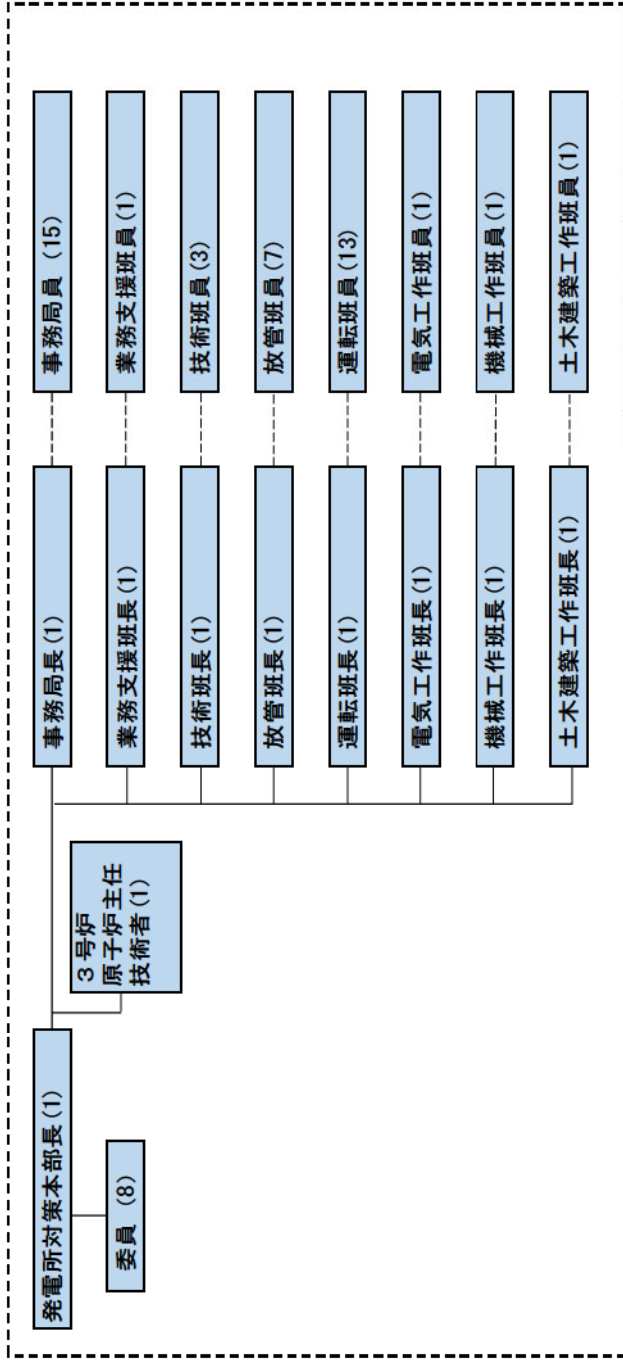 発電所対策本部長(1)
委員 (8)
３号炉
原子炉主任
技術者(1)
事務局長(1)
事務局員 (15)
業務支援班長(1)
業務支援班員(1)
技術班長(1)
技術班員(3)
放管班長(1)
放管班員(7)
運転班長(1)
運転班員(13)
電気工作班長(1)
電気工作班員(1)
機械工作班長(1)
機械工作班員(1)
土木建築工作班長(1)
土木建築工作班員(1)